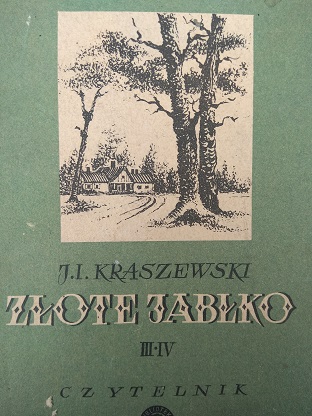 J.I. KRASZEWSKI
ZŁOTE JABŁKO
III-IV
CZYTELNIK